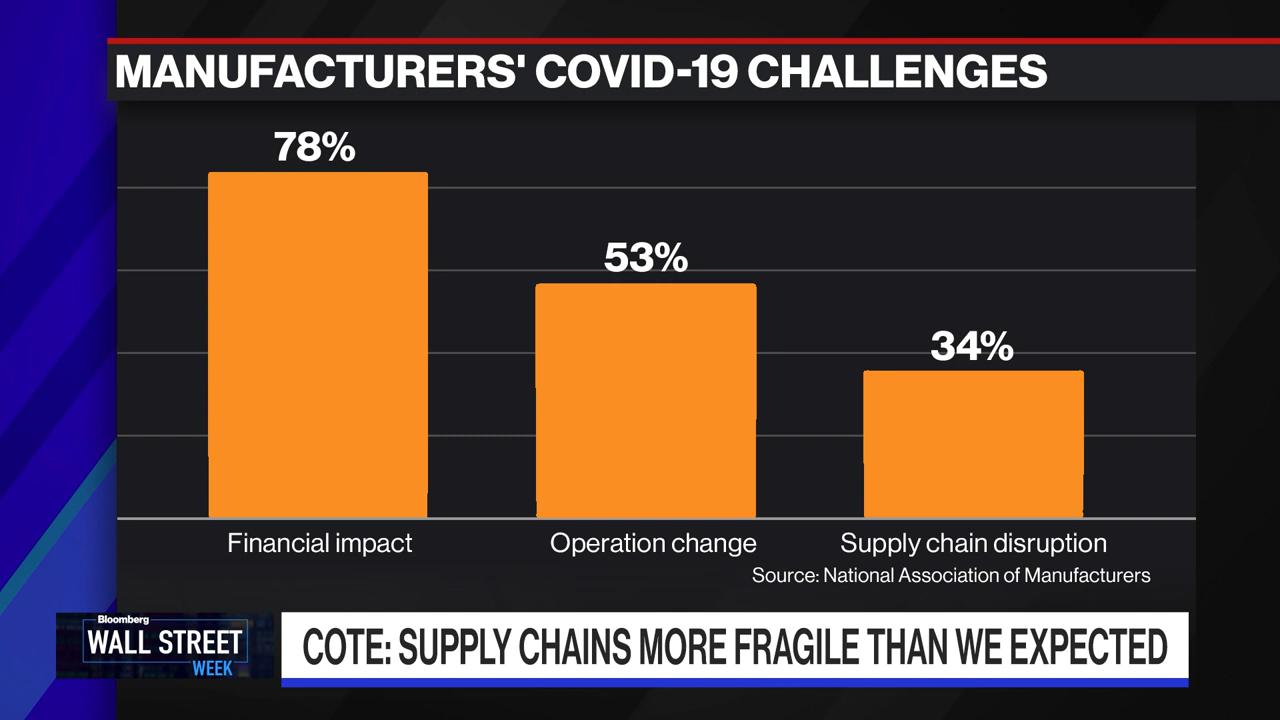 MANUFACTURERS' COVID-19 CHALLENGES
78%
53%
34%
Financial impact
Operation change
Supply chain disruption
Source: National Association of Manufacturers
Bloomberg
WALL STREET
WEEK
COTE: SUPPLY CHAINS MORE FRAGILE THAN WE EXPECTED